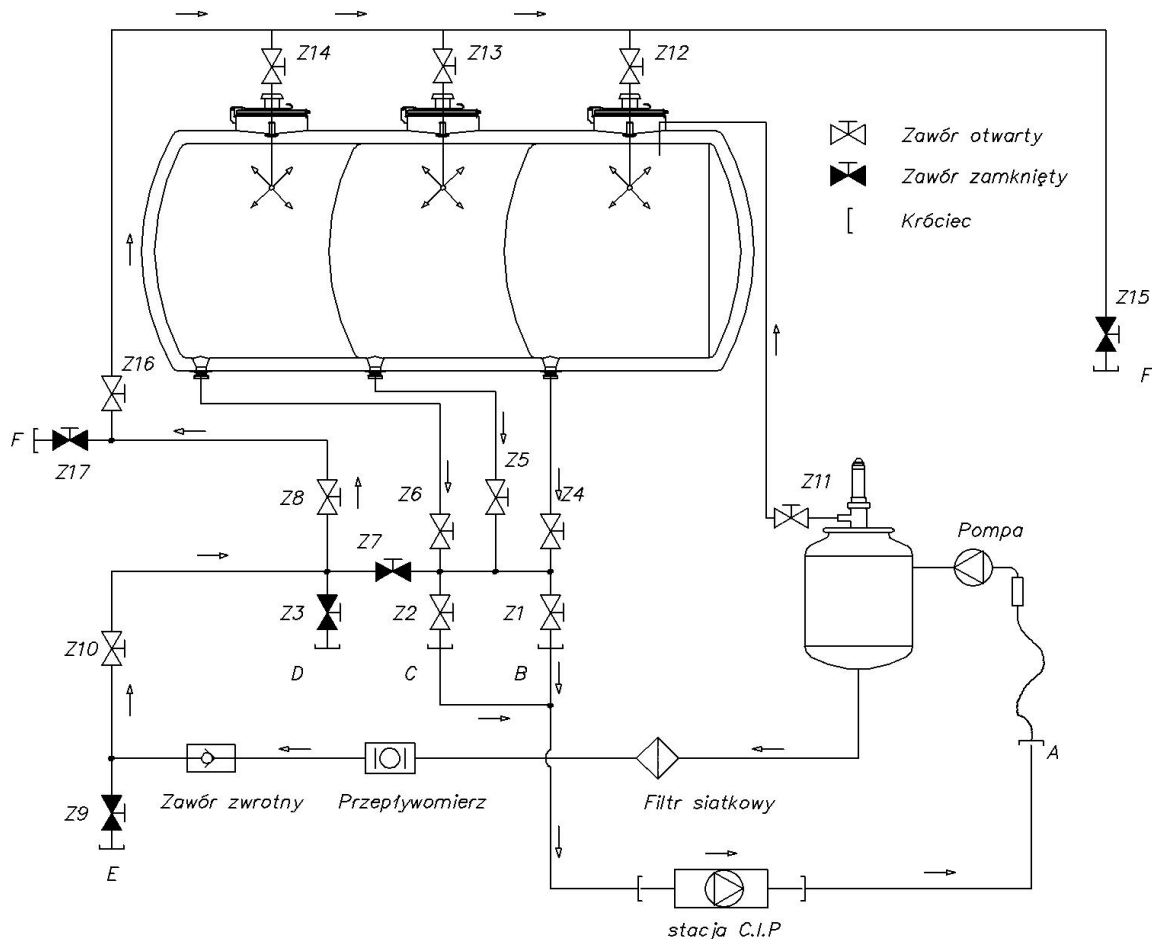 Z14
Z13
Z12
Zawór otwarty
Zawór zamknięty
Króciec
Z15
F
Z16
F
Z17
Z8
Z6
Z5
Z4
Z11
Pompa
Z7
Z3
Z2
Z1
Z10
D
C
B
A
Zawór zwrotny
Przepływomierz
Filtr siatkowy
Z9
E
stacja C.I.P